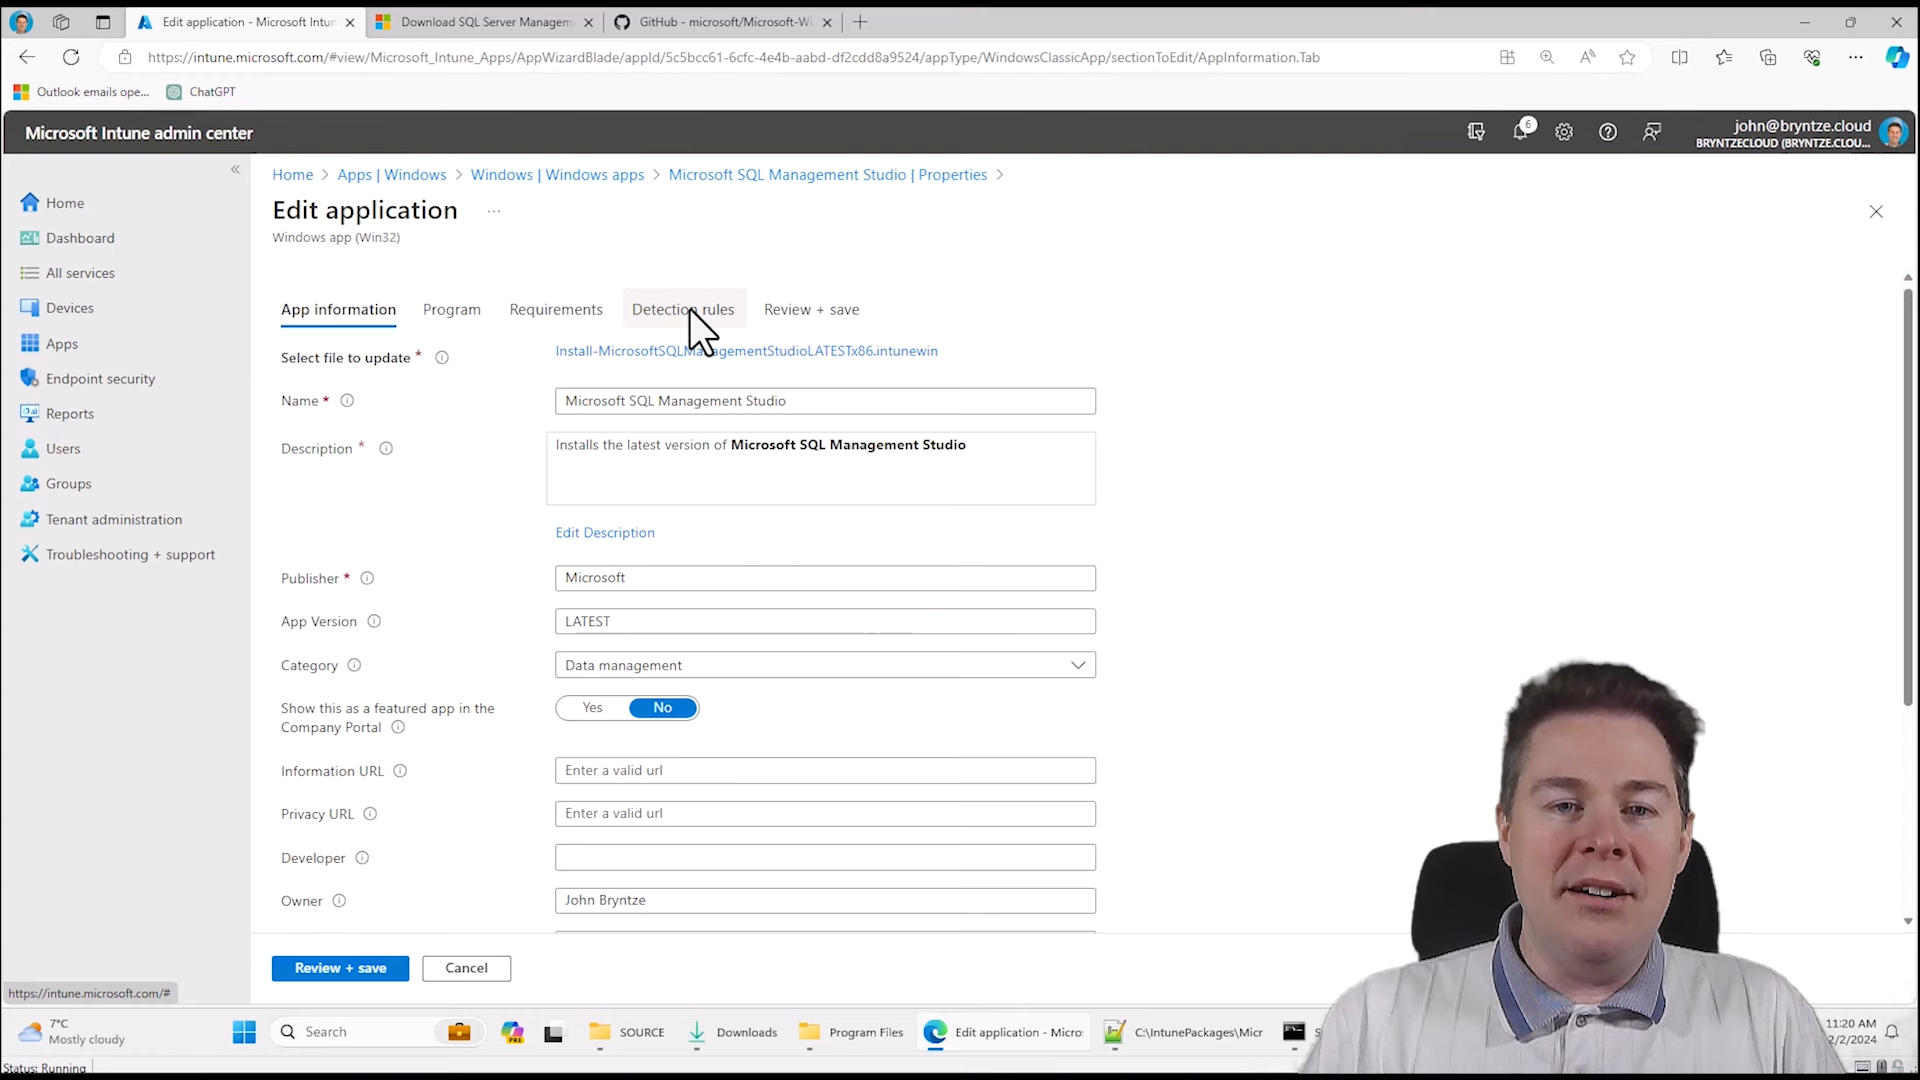 Edit application - Microsoft Intun
Download SQL Server Managem
GitHub - microsoft/Microsoft-Wi
https://intune.microsoft.com/#view/Microsoft_Intune_Apps/AppWizardBlade/appId/5c5bcc61-6cfc-4e4b-aabd-df2cdd8a9524/appType/WindowsClassicApp/sectionToEdit/AppInformation.Tab
Outlook emails ope...
ChatGPT
Microsoft Intune admin center
6
john@bryntze.cloud
BRYNTZECLOUD (BRYNTZE.CLOU...
Home > Apps | Windows > Windows | Windows apps > Microsoft SQL Management Studio | Properties >
Edit application ...
Windows app (Win32)
Home
Dashboard
All services
Devices
Apps
Endpoint security
Reports
Users
Groups
Tenant administration
Troubleshooting + support
App information
Program
Requirements
Detection rules
Review + save
Select file to update *
Install-MicrosoftSQLManagementStudioLATESTx86.intunewin
Name *
Microsoft SQL Management Studio
Description *
Installs the latest version of Microsoft SQL Management Studio
Edit Description
Publisher *
Microsoft
App Version
LATEST
Category
Data management
Show this as a featured app in the
Company Portal
Yes
No
Information URL
Enter a valid url
Privacy URL
Enter a valid url
Developer
Owner
John Bryntze
Review + save
Cancel
https://intune.microsoft.com/#
7°C
Mostly cloudy
Search
PRE
SOURCE
Downloads
Program Files
Edit application - Micro:
C:\IntunePackages\Micr
11:20 AM
2/2/2024
Status: Running